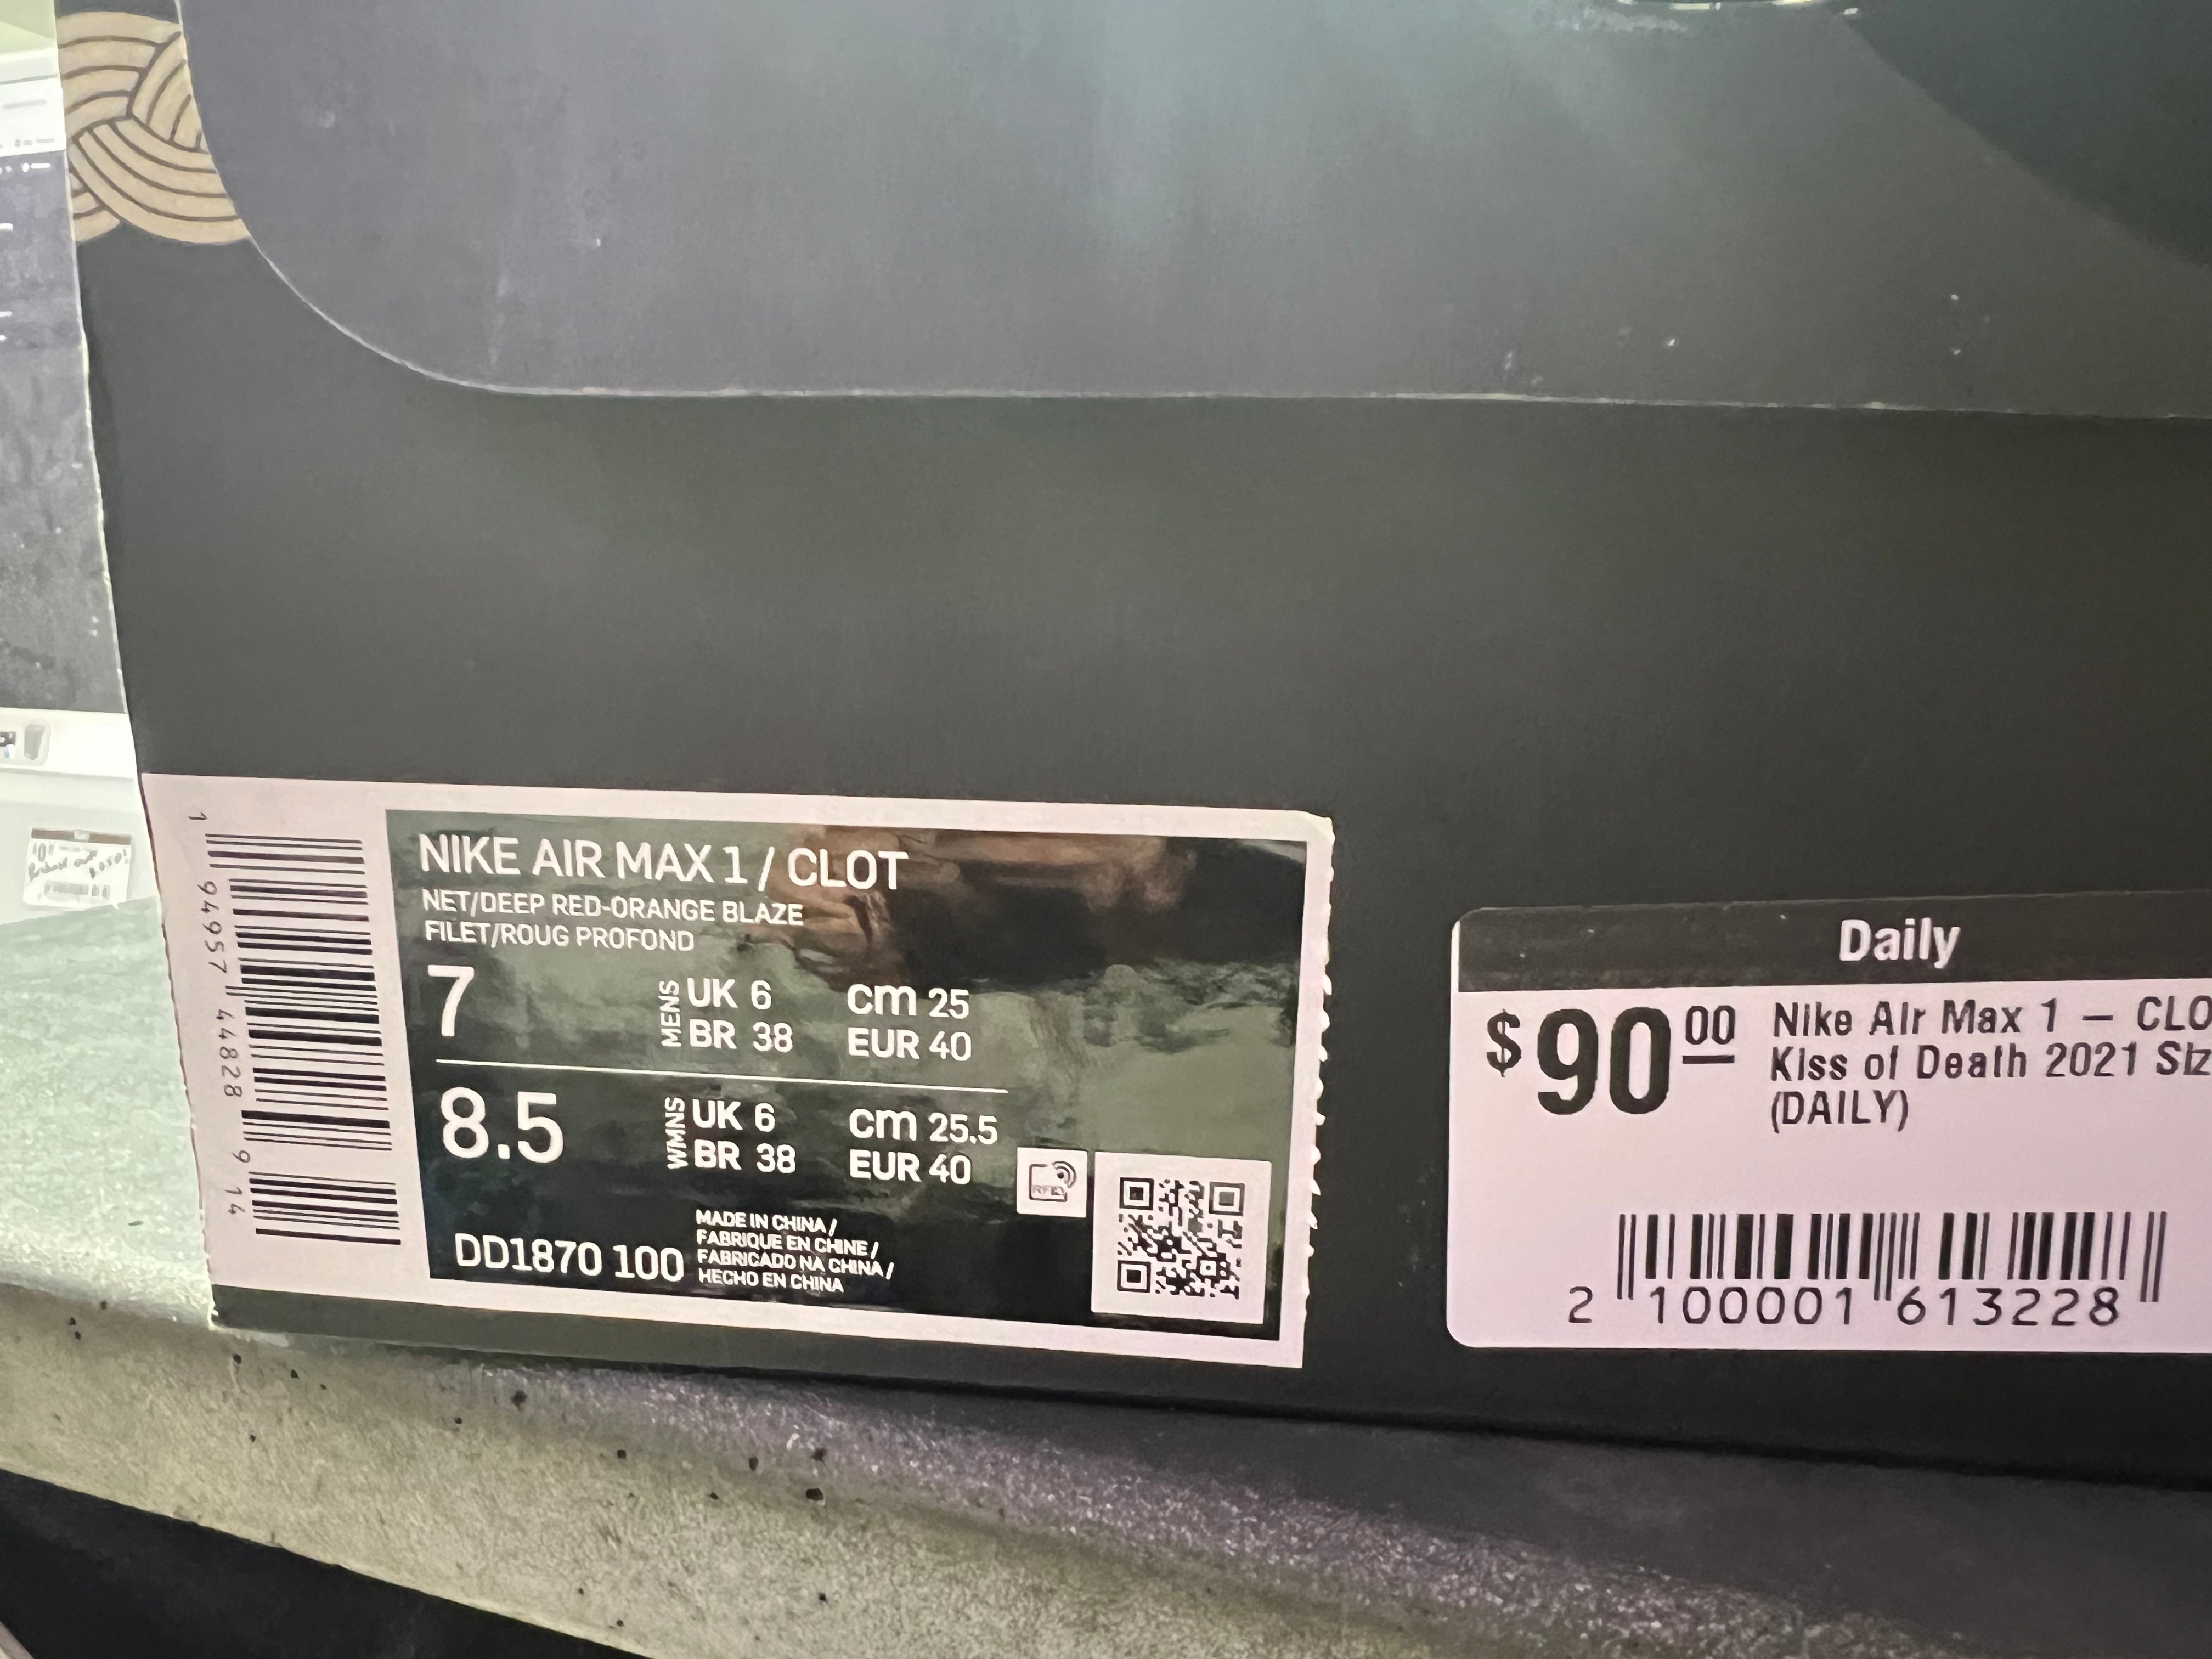 NIKE AIR MAX 1 / CLOT
NET/DEEP RED-ORANGE BLAZE
FILET/ROUG PROFOND
7
MENS
UK 6
cm 25
BR 38
EUR 40
8.5
WMNS
UK 6
cm 25.5
BR 38
EUR 40
DD1870 100
MADE IN CHINA /
FABRIQUE EN CHINE /
FABRICADO NA CHINA /
HECHO EN CHINA
RFID
1 94957 44828 9 14
Daily
$90 00
Nike Air Max 1 – CLO
Kiss of Death 2021 Siz
(DAILY)
2 100001 613228